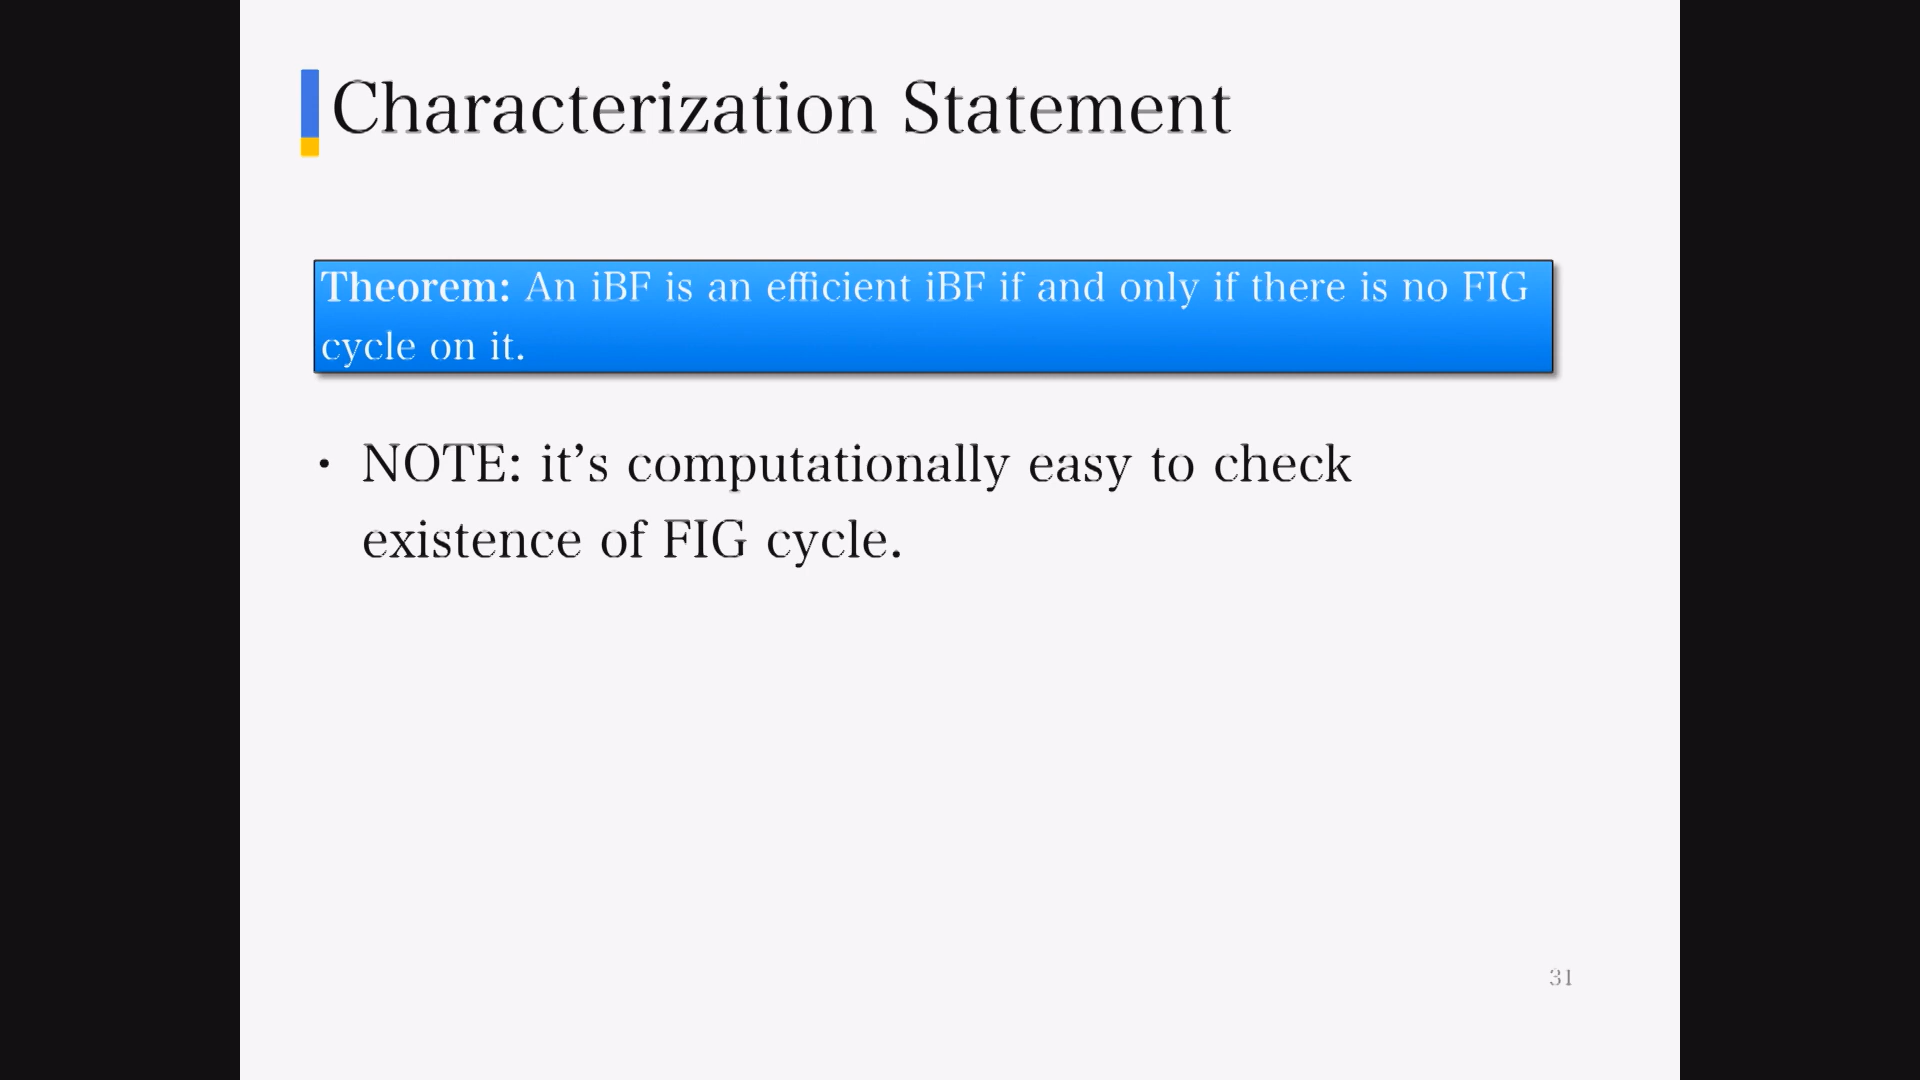 Characterization Statement
Theorem: An iBF is an efficient iBF if and only if there is no FIG
cycle on it.
• NOTE: it’s computationally easy to check
existence of FIG cycle.
31